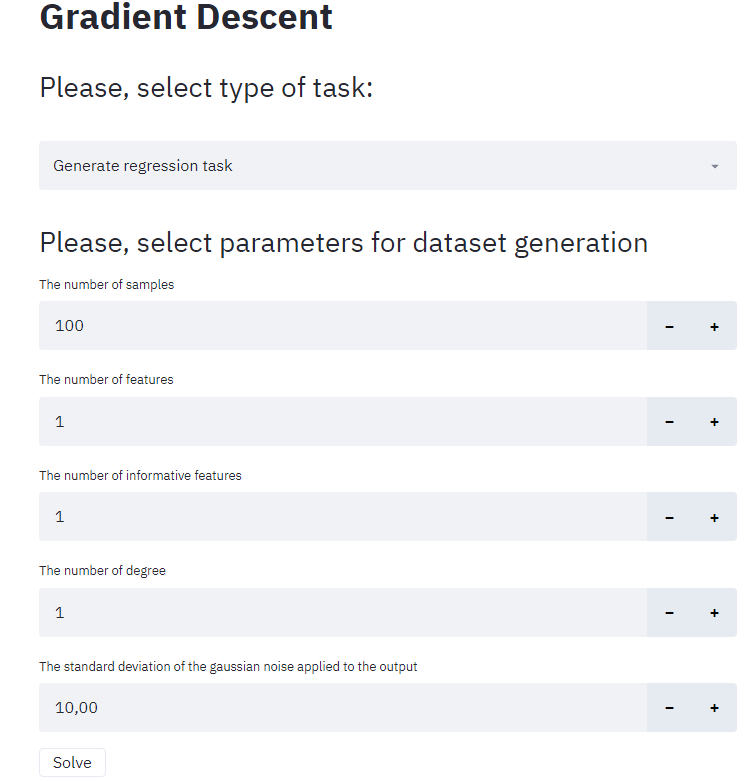 Gradient Descent
Please, select type of task:
Generate regression task
Please, select parameters for dataset generation
The number of samples
100
− +
The number of features
1
− +
The number of informative features
1
− +
The number of degree
1
− +
The standard deviation of the gaussian noise applied to the output
10,00
− +
Solve